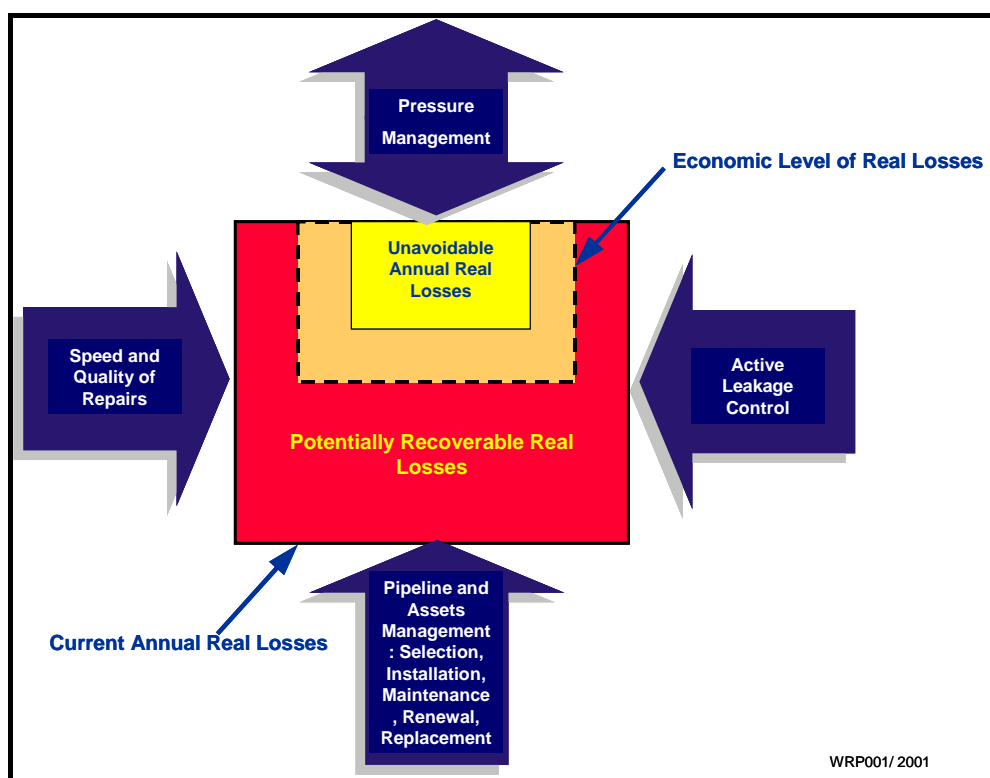 Pressure
Management
Economic Level of Real Losses
Unavoidable
Annual Real
Losses
Speed and
Quality of
Repairs
Active
Leakage
Control
Potentially Recoverable Real
Losses
Pipeline and
Assets
Management
: Selection,
Installation,
Maintenance
, Renewal,
Replacement
Current Annual Real Losses
WRP001/2001